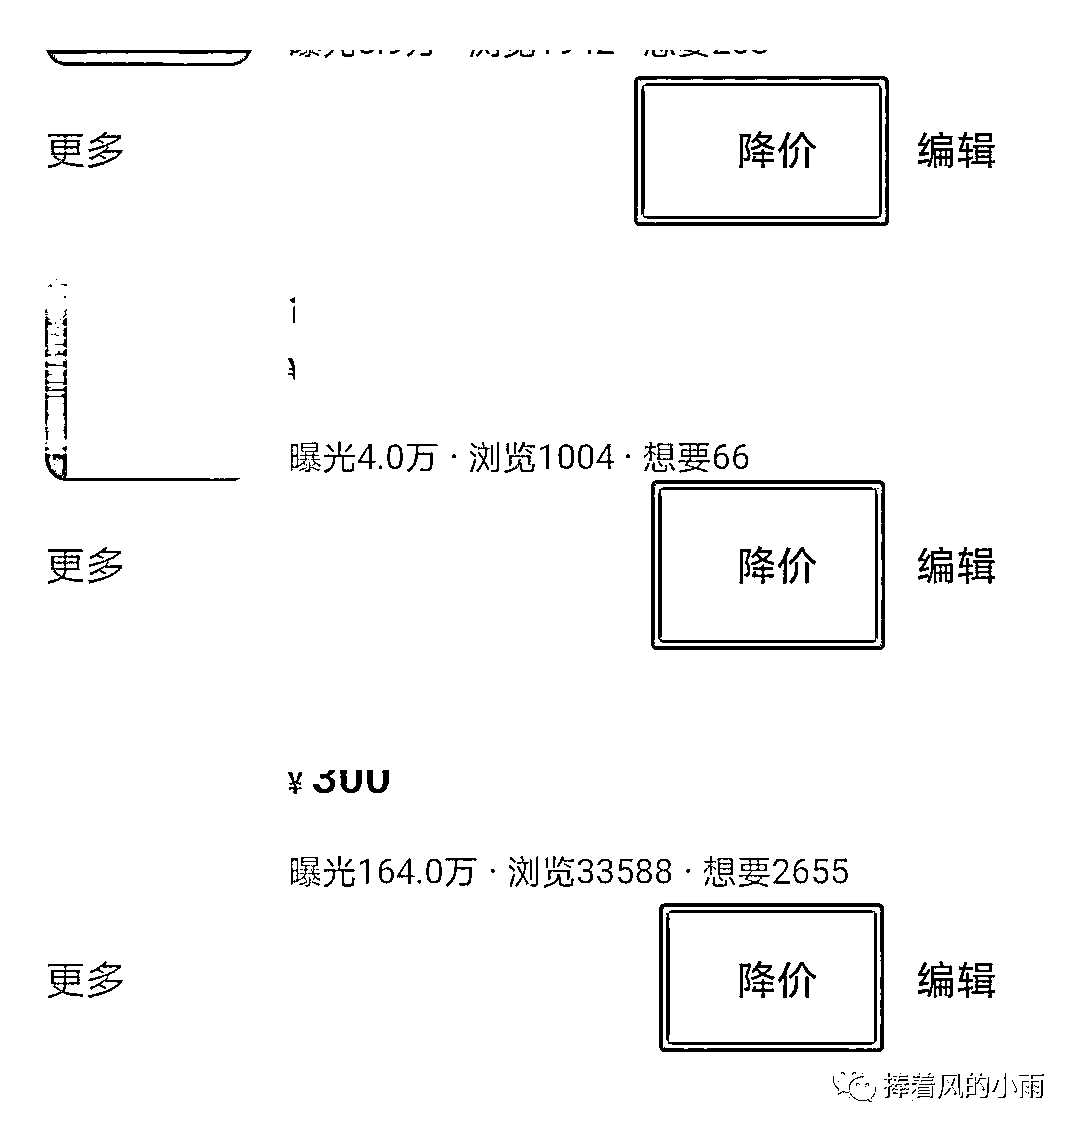 更多 降价 编辑
曝光4.0万 · 浏览1004 · 想要66
更多 降价 编辑
¥ 300
曝光164.0万 · 浏览33588 · 想要2655
更多 降价 编辑
捧着风的小雨